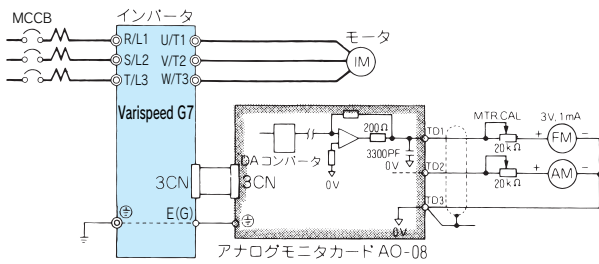 MCCB
インバータ
R/L1 U/T1
S/L2 V/T2
T/L3 W/T3
モータ
IM
Varispeed G7
200Ω
TD1
MTR.CAL
3V,1mA
+ FM −
20kΩ
DAコンバータ
3300PF
0V
0V
TD2
+ AM −
20kΩ
3CN
3CN
TD3
E(G)
0V
アナログモニタカード AO-08